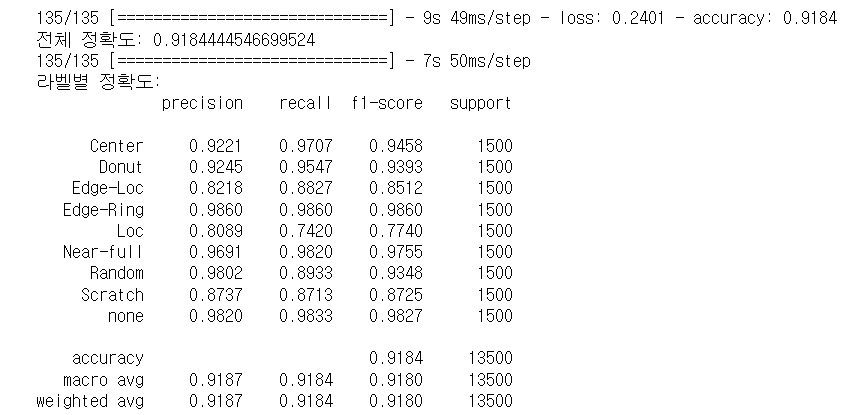 135/135 [==============================] - 9s 49ms/step - loss: 0.2401 - accuracy: 0.9184
전체 정확도: 0.9184444546699524
135/135 [==============================] - 7s 50ms/step
라벨별 정확도:
precision recall f1-score support
Center 0.9221 0.9707 0.9458 1500
Donut 0.9245 0.9547 0.9393 1500
Edge-Loc 0.8218 0.8827 0.8512 1500
Edge-Ring 0.9860 0.9860 0.9860 1500
Loc 0.8089 0.7420 0.7740 1500
Near-full 0.9691 0.9820 0.9755 1500
Random 0.9802 0.8933 0.9348 1500
Scratch 0.8737 0.8713 0.8725 1500
none 0.9820 0.9833 0.9827 1500
accuracy 0.9184 13500
macro avg 0.9187 0.9184 0.9180 13500
weighted avg 0.9187 0.9184 0.9180 13500